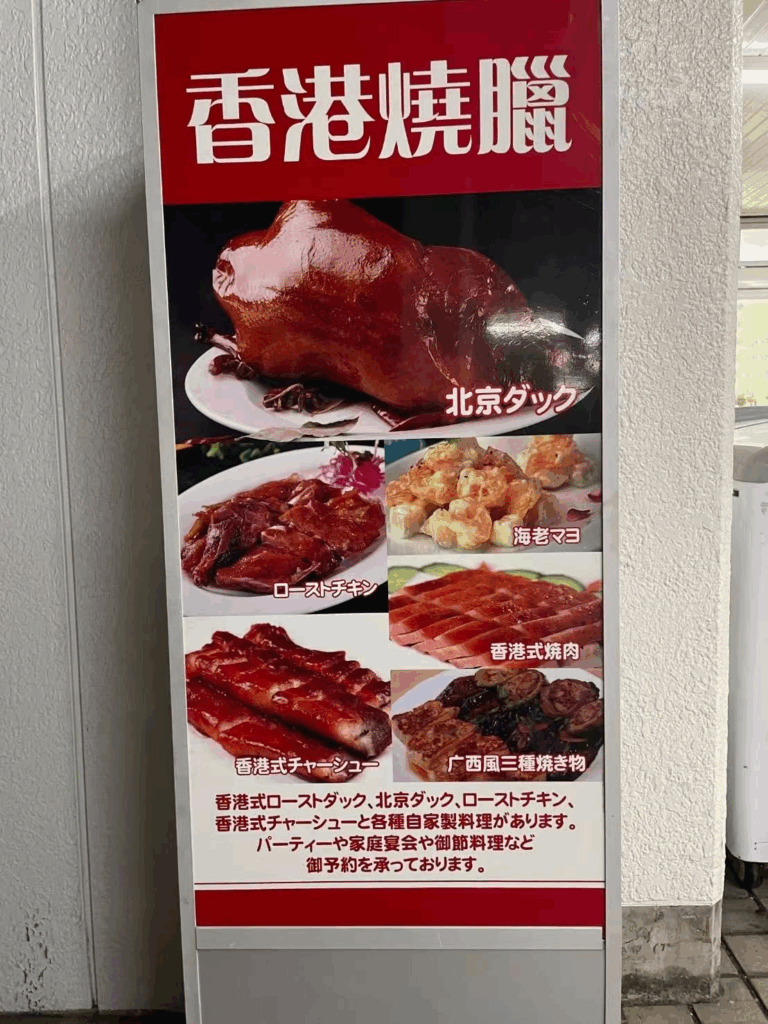 香港燒臘
北京ダック
ローストチキン
海老マヨ
香港式焼肉
香港式チャーシュー
广西風三種焼き物
香港式ローストダック、北京ダック、ローストチキン、
香港式チャーシューと各種自家製料理があります。
パーティーや家庭宴会や御節料理など
御予約を承っております。